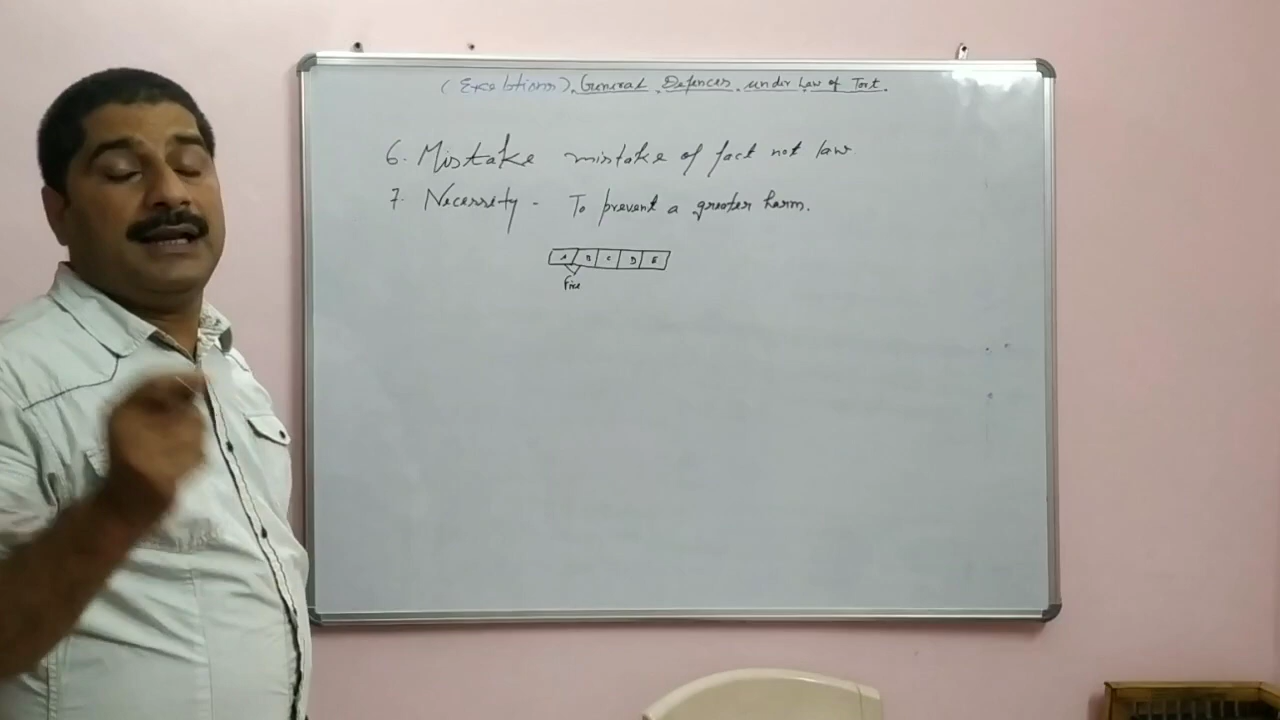 (Exceptions) General Defences under Law of Tort.
6. Mistake mistake of fact not law.
7. Necessity - To prevent a greater harm.
A B C D E
Fire